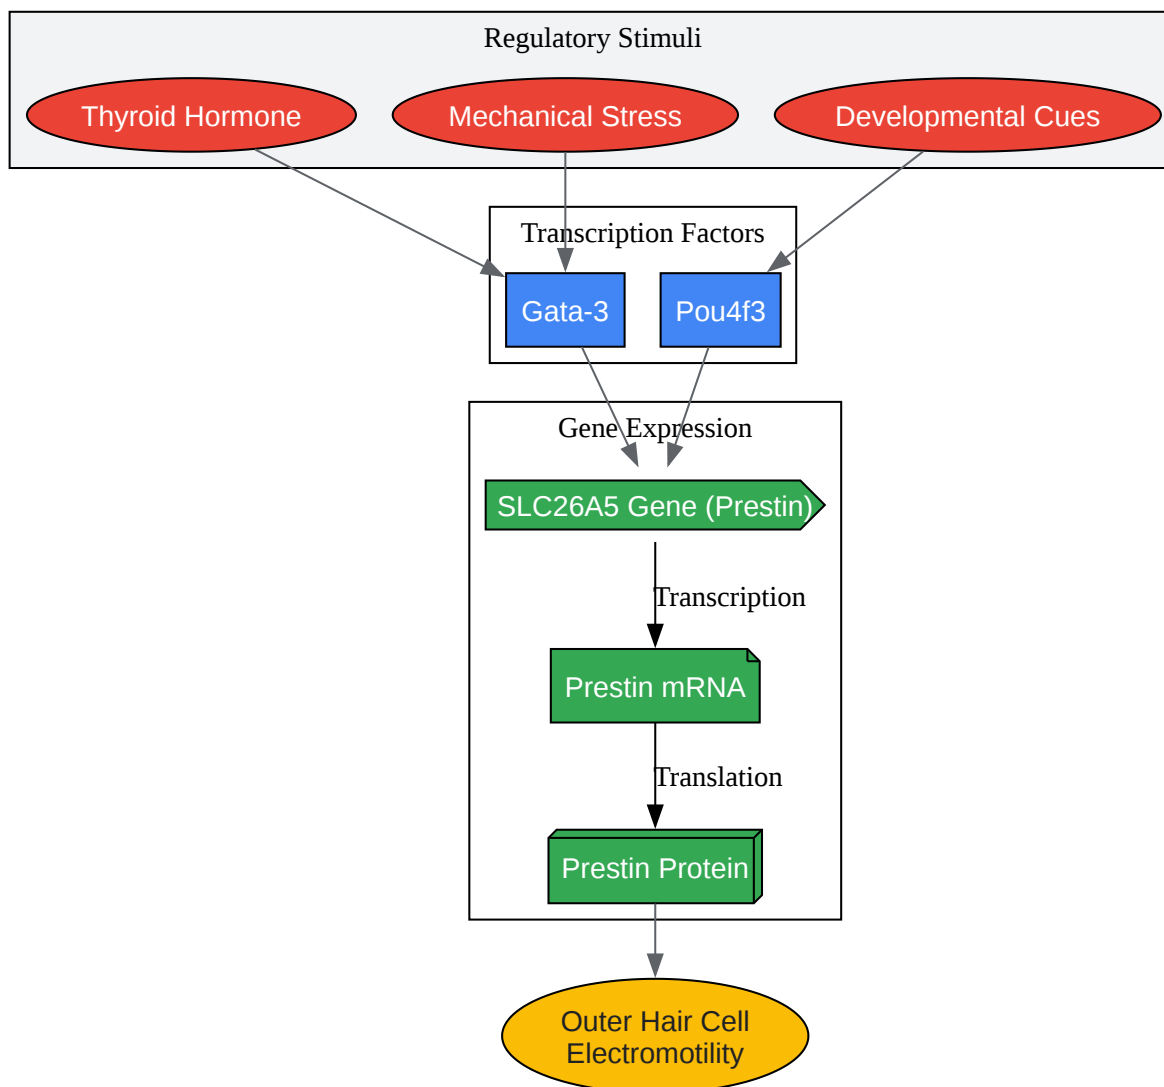 Regulatory Stimuli
Thyroid Hormone
Mechanical Stress
Developmental Cues
Transcription Factors
Gata-3
Pou4f3
Gene Expression
SLC26A5 Gene (Prestin)
Transcription
Prestin mRNA
Translation
Prestin Protein
Outer Hair Cell
Electromotility